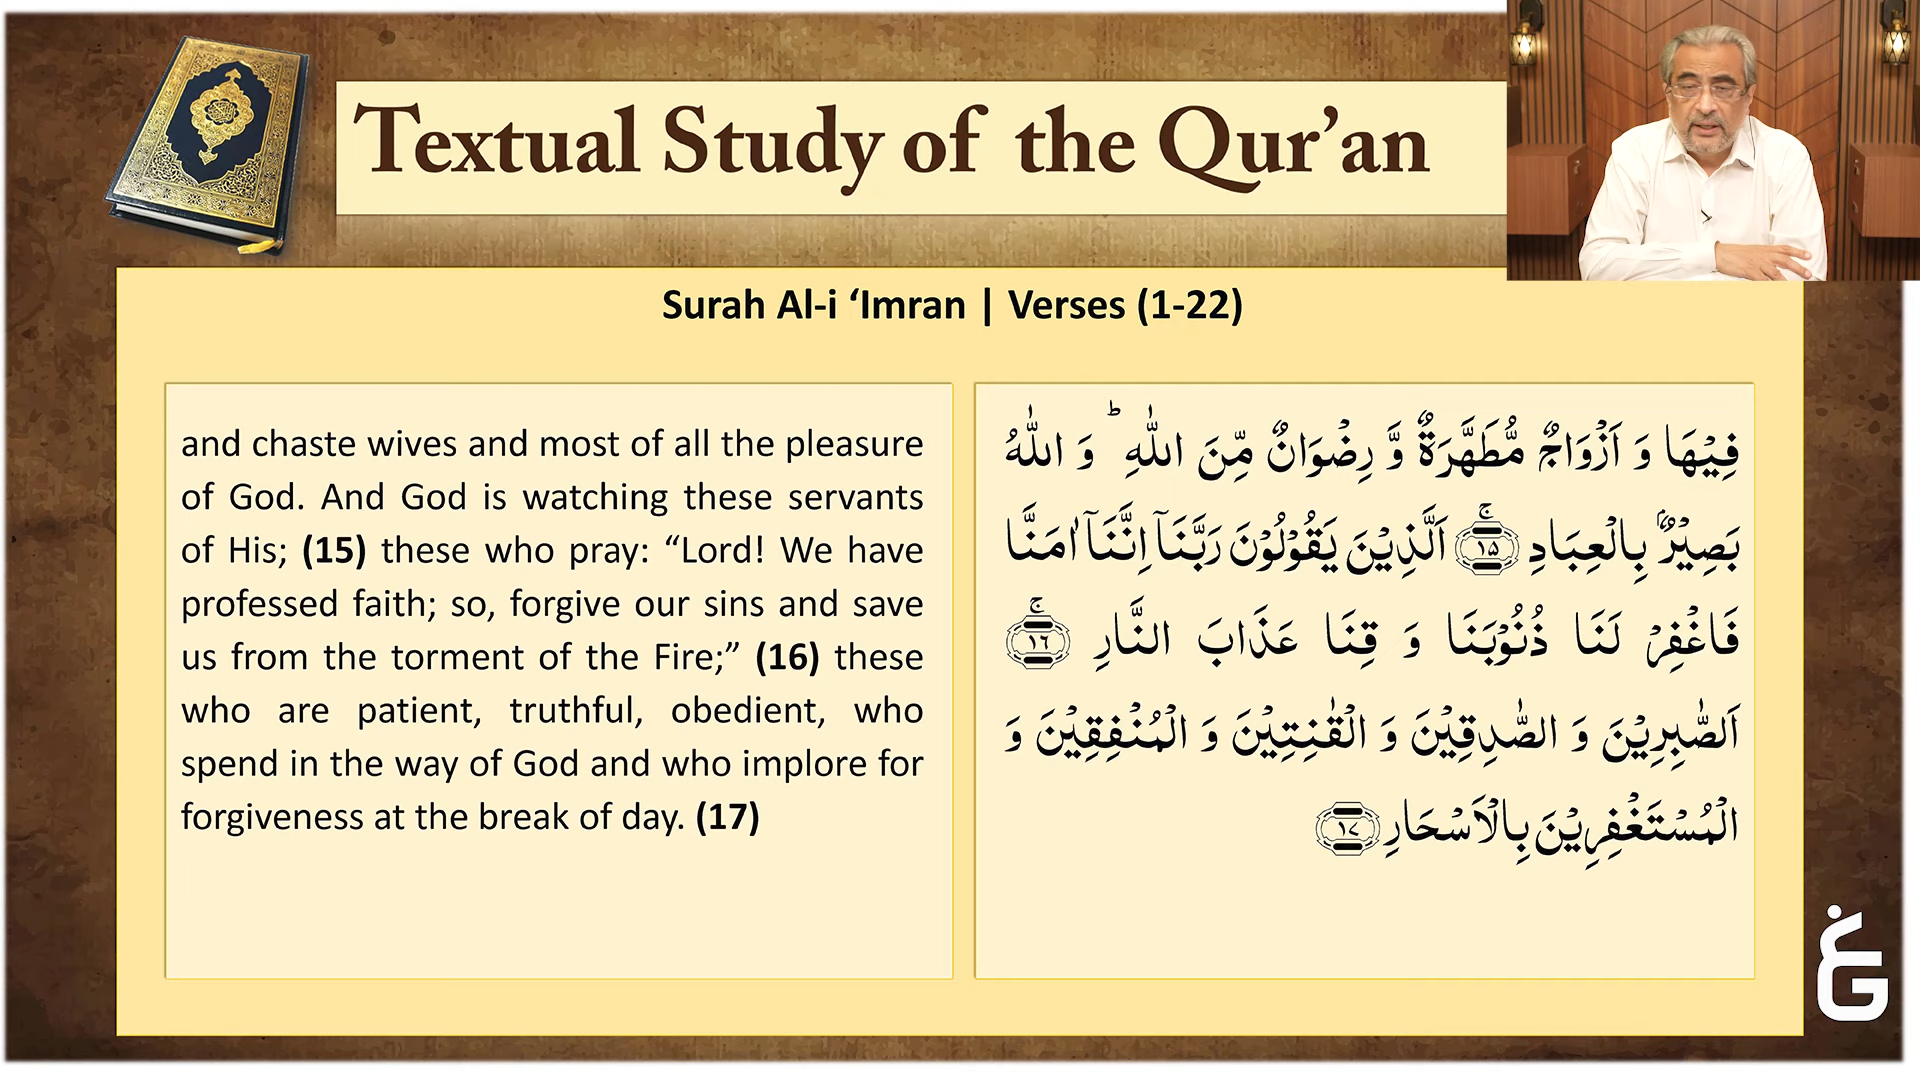 Textual Study of the Qur’an
Surah Al-i ‘Imran | Verses (1-22)
and chaste wives and most of all the pleasure
of God. And God is watching these servants
of His; (15) these who pray: “Lord! We have
professed faith; so, forgive our sins and save
us from the torment of the Fire;” (16) these
who are patient, truthful, obedient, who
spend in the way of God and who implore for
forgiveness at the break of day. (17)
فِيْهَا وَ اَزْوَاجٌ مُّطَهَّرَةٌ وَّ رِضْوَانٌ مِّنَ اللّٰهِ ؕ وَ اللّٰهُ
بَصِيْرٌۢ بِالْعِبَادِ ۚ﴿۱۵﴾ اَلَّذِيْنَ يَقُوْلُوْنَ رَبَّنَاۤ اِنَّنَاۤ اٰمَنَّا
فَاغْفِرْ لَنَا ذُنُوْبَنَا وَ قِنَا عَذَابَ النَّارِ ۚ﴿۱۶﴾
اَلصّٰبِرِيْنَ وَ الصّٰدِقِيْنَ وَ الْقٰنِتِيْنَ وَ الْمُنْفِقِيْنَ وَ
الْمُسْتَغْفِرِيْنَ بِالْاَسْحَارِ ﴿۱۷﴾
غ
G